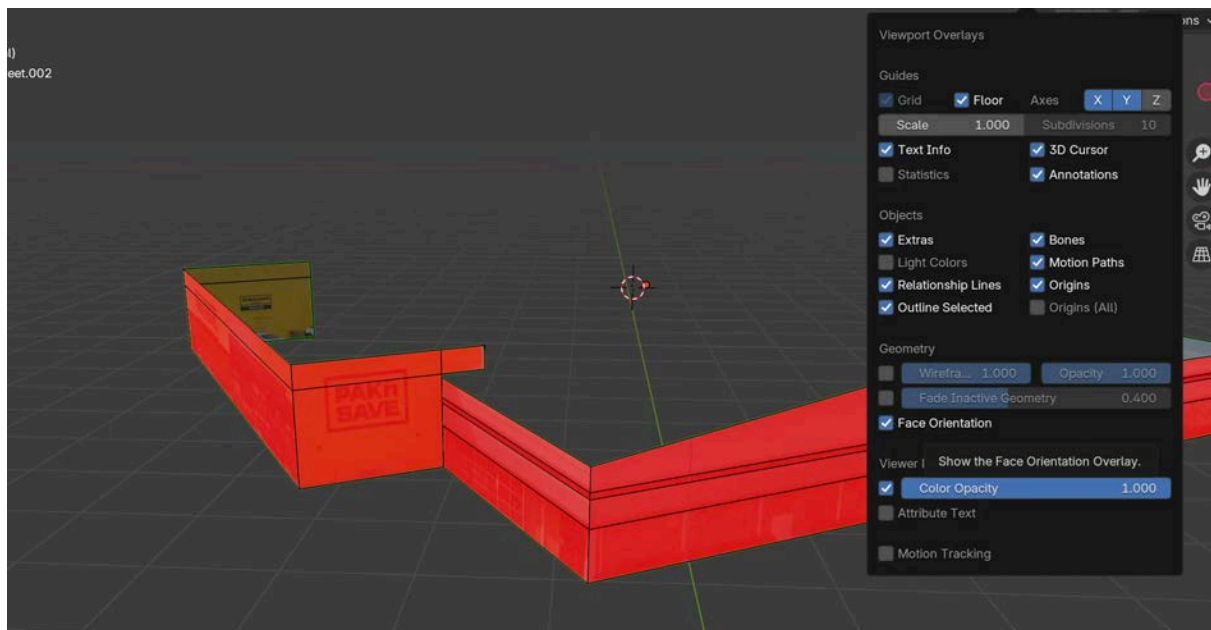 ons
l)
eet.002
Viewport Overlays
Guides
Grid Floor Axes X Y Z
Scale 1.000 Subdivisions 10
Text Info 3D Cursor
Statistics Annotations
Objects
Extras Bones
Light Colors Motion Paths
Relationship Lines Origins
Outline Selected Origins (All)
Geometry
Wirefra... 1.000 Opacity 1.000
Fade Inactive Geometry 0.400
Face Orientation
Viewer Show the Face Orientation Overlay.
Color Opacity 1.000
Attribute Text
Motion Tracking
PAKn
SAVE